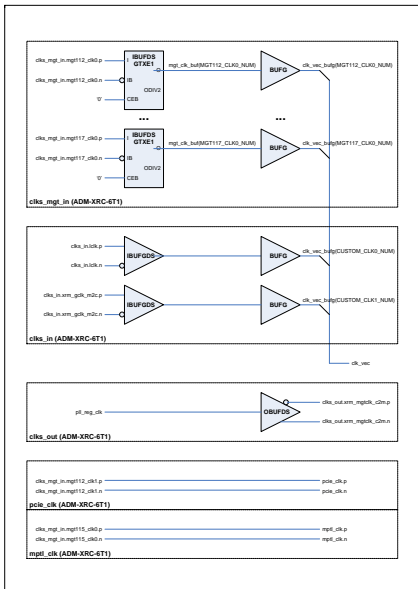 clks_mgt_in.mgt112_clk0.p
clks_mgt_in.mgt112_clk0.n
'0'
IBUFDS
GTXE1
I
O
IB
ODIV2
CEB
mgt_clk_buf(MGT112_CLK0_NUM)
BUFG
clk_vec_bufg(MGT112_CLK0_NUM)
...
...
clks_mgt_in.mgt117_clk0.p
clks_mgt_in.mgt117_clk0.n
'0'
IBUFDS
GTXE1
I
O
IB
ODIV2
CEB
mgt_clk_buf(MGT117_CLK0_NUM)
BUFG
clk_vec_bufg(MGT117_CLK0_NUM)
clks_mgt_in (ADM-XRC-6T1)
clks_in.lclk.p
clks_in.lclk.n
IBUFGDS
BUFG
clk_vec_bufg(CUSTOM_CLK0_NUM)
clks_in.xrm_gclk_m2c.p
clks_in.xrm_gclk_m2c.n
IBUFGDS
BUFG
clk_vec_bufg(CUSTOM_CLK1_NUM)
clks_in (ADM-XRC-6T1)
clk_vec
pll_reg_clk
OBUFDS
clks_out.xrm_mgtclk_c2m.p
clks_out.xrm_mgtclk_c2m.n
clks_out (ADM-XRC-6T1)
clks_mgt_in.mgt112_clk1.p
pcie_clk.p
clks_mgt_in.mgt112_clk1.n
pcie_clk.n
pcie_clk (ADM-XRC-6T1)
clks_mgt_in.mgt115_clk0.p
mptl_clk.p
clks_mgt_in.mgt115_clk0.n
mptl_clk.n
mptl_clk (ADM-XRC-6T1)